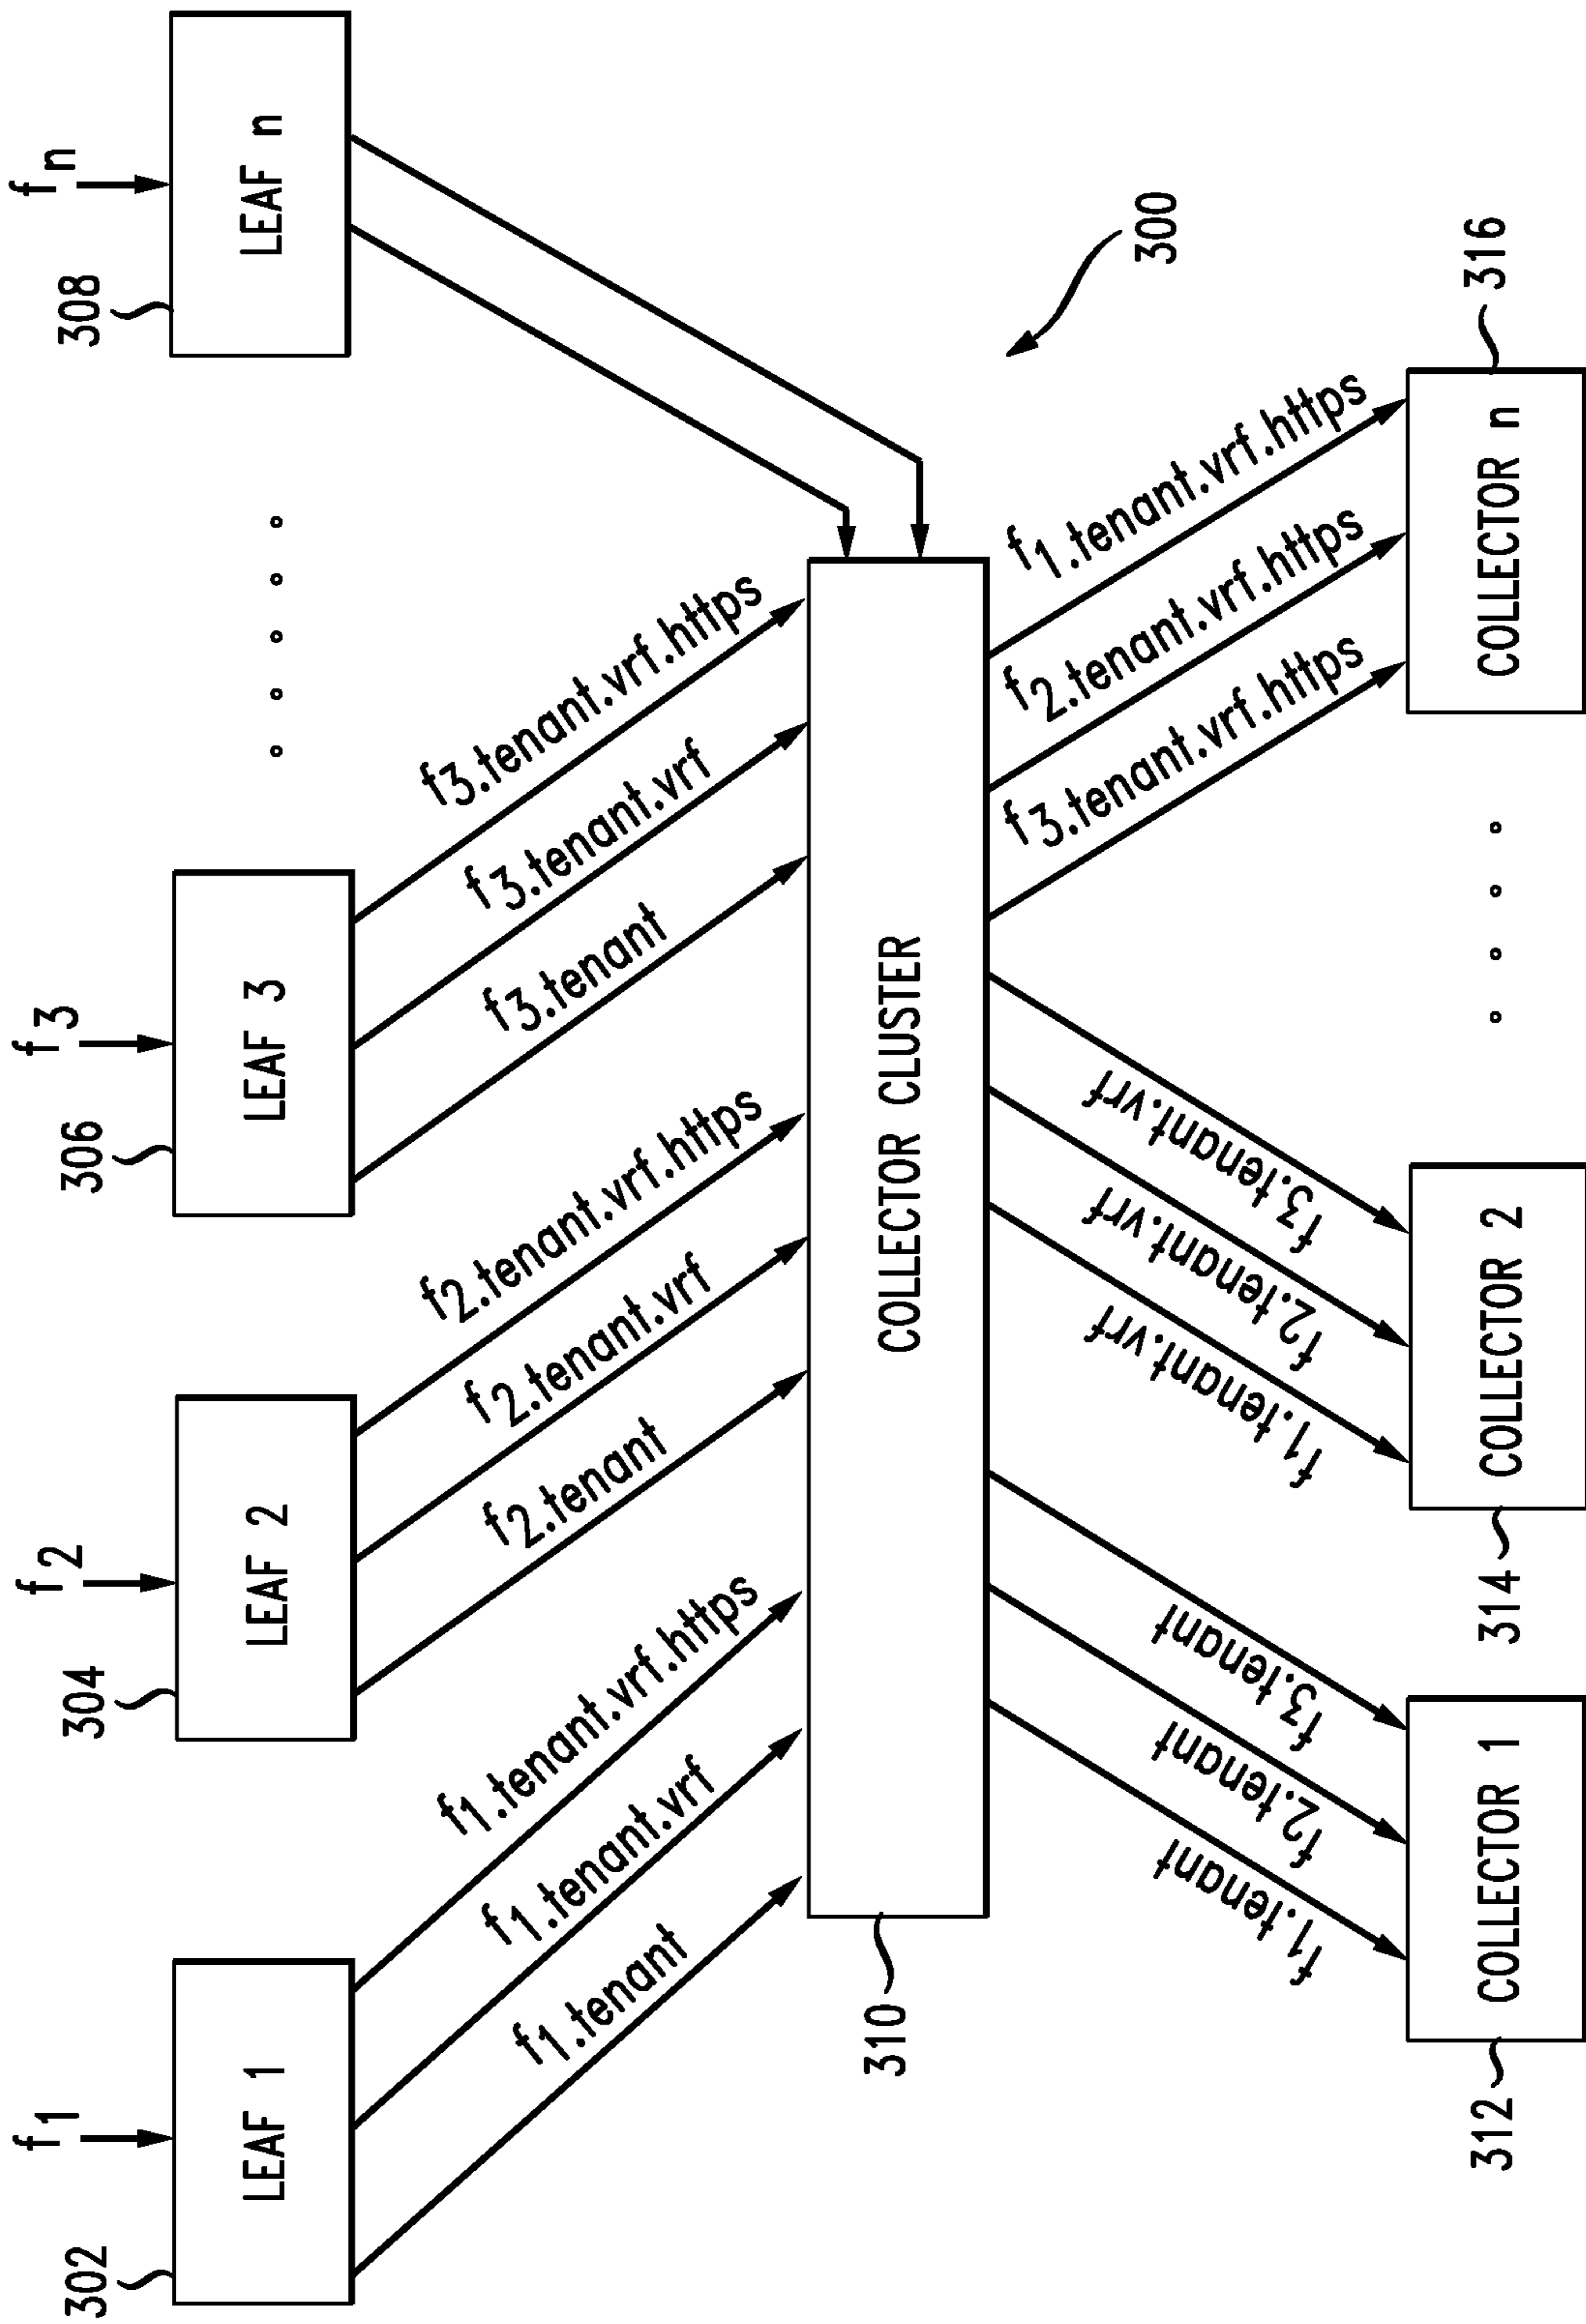 f1
f2
f3
fn
302
304
306
308
LEAF 1
LEAF 2
LEAF 3
LEAF n
f1.tenant
f1.tenant.vrf
f1.tenant.vrf.https
f2.tenant
f2.tenant.vrf
f2.tenant.vrf.https
f3.tenant
f3.tenant.vrf
f3.tenant.vrf.https
310
COLLECTOR CLUSTER
300
f1.tenant
f2.tenant
f3.tenant
f1.tenant.vrf
f2.tenant.vrf
f3.tenant.vrf
f3.tenant.vrf.https
f2.tenant.vrf.https
f1.tenant.vrf.https
312
COLLECTOR 1
314
COLLECTOR 2
COLLECTOR n
316